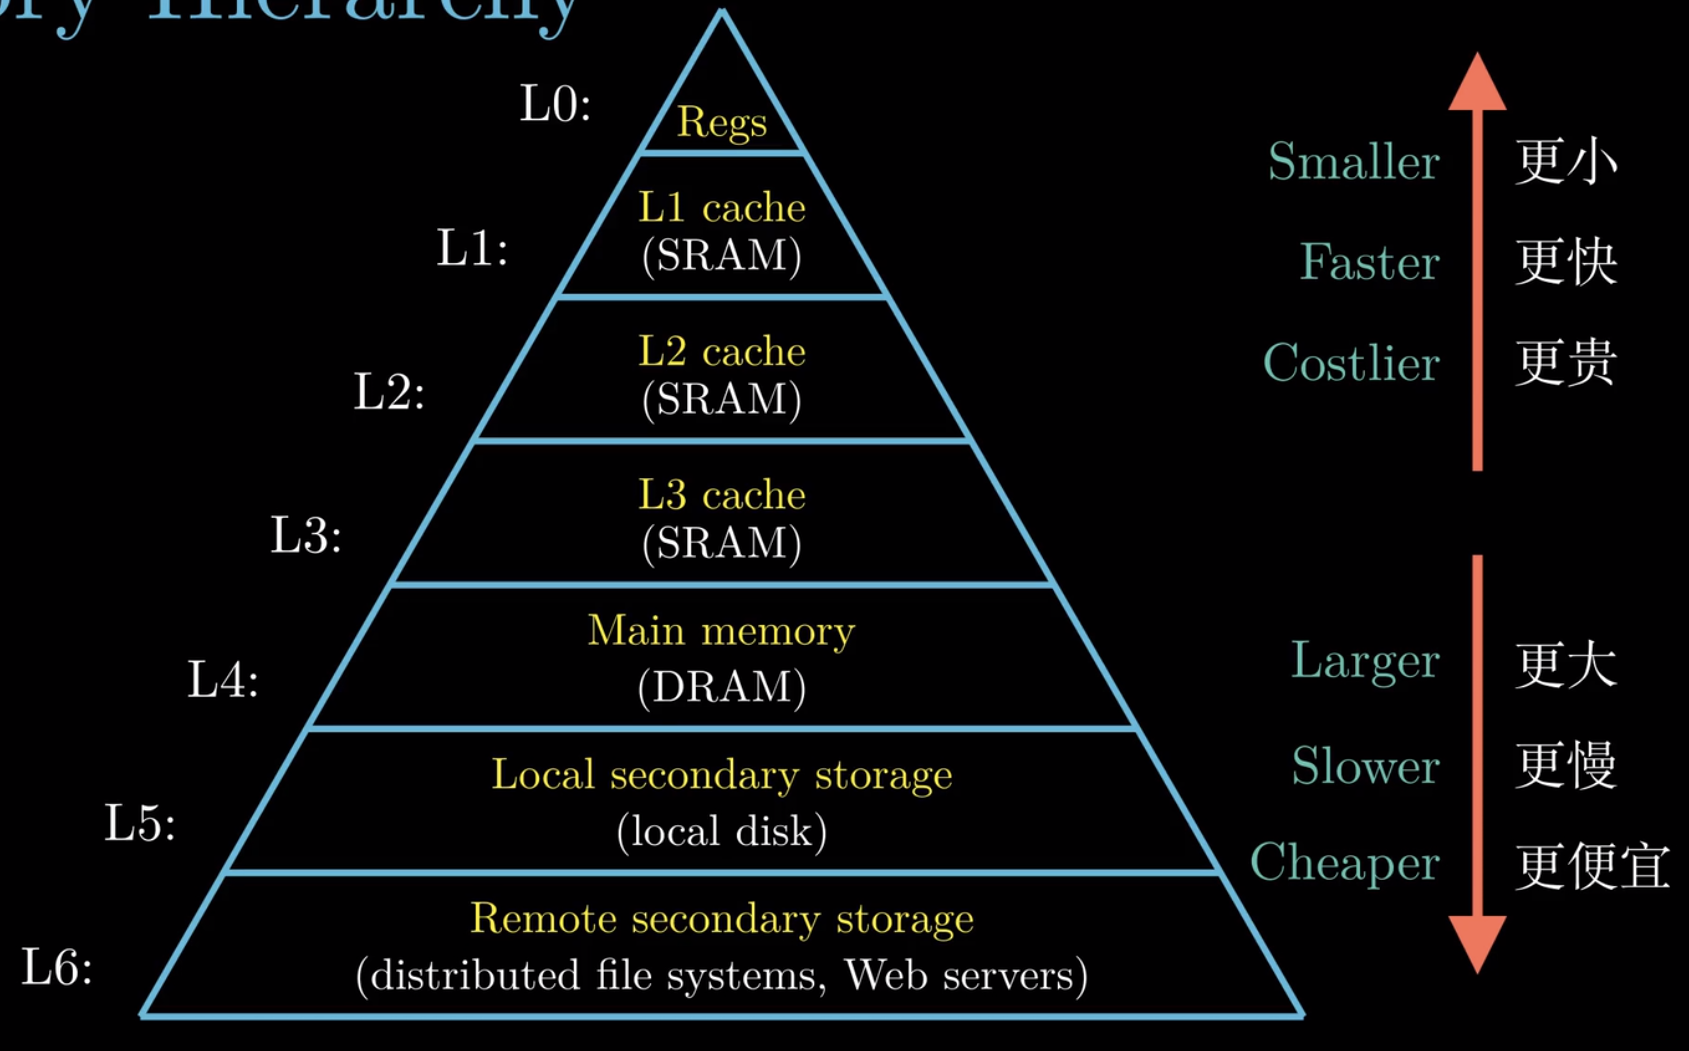 Hierarchy
L0:
Regs
L1:
L1 cache
(SRAM)
L2:
L2 cache
(SRAM)
L3:
L3 cache
(SRAM)
L4:
Main memory
(DRAM)
L5:
Local secondary storage
(local disk)
L6:
Remote secondary storage
(distributed file systems, Web servers)
Smaller 更小
Faster 更快
Costlier 更贵
Larger 更大
Slower 更慢
Cheaper 更便宜